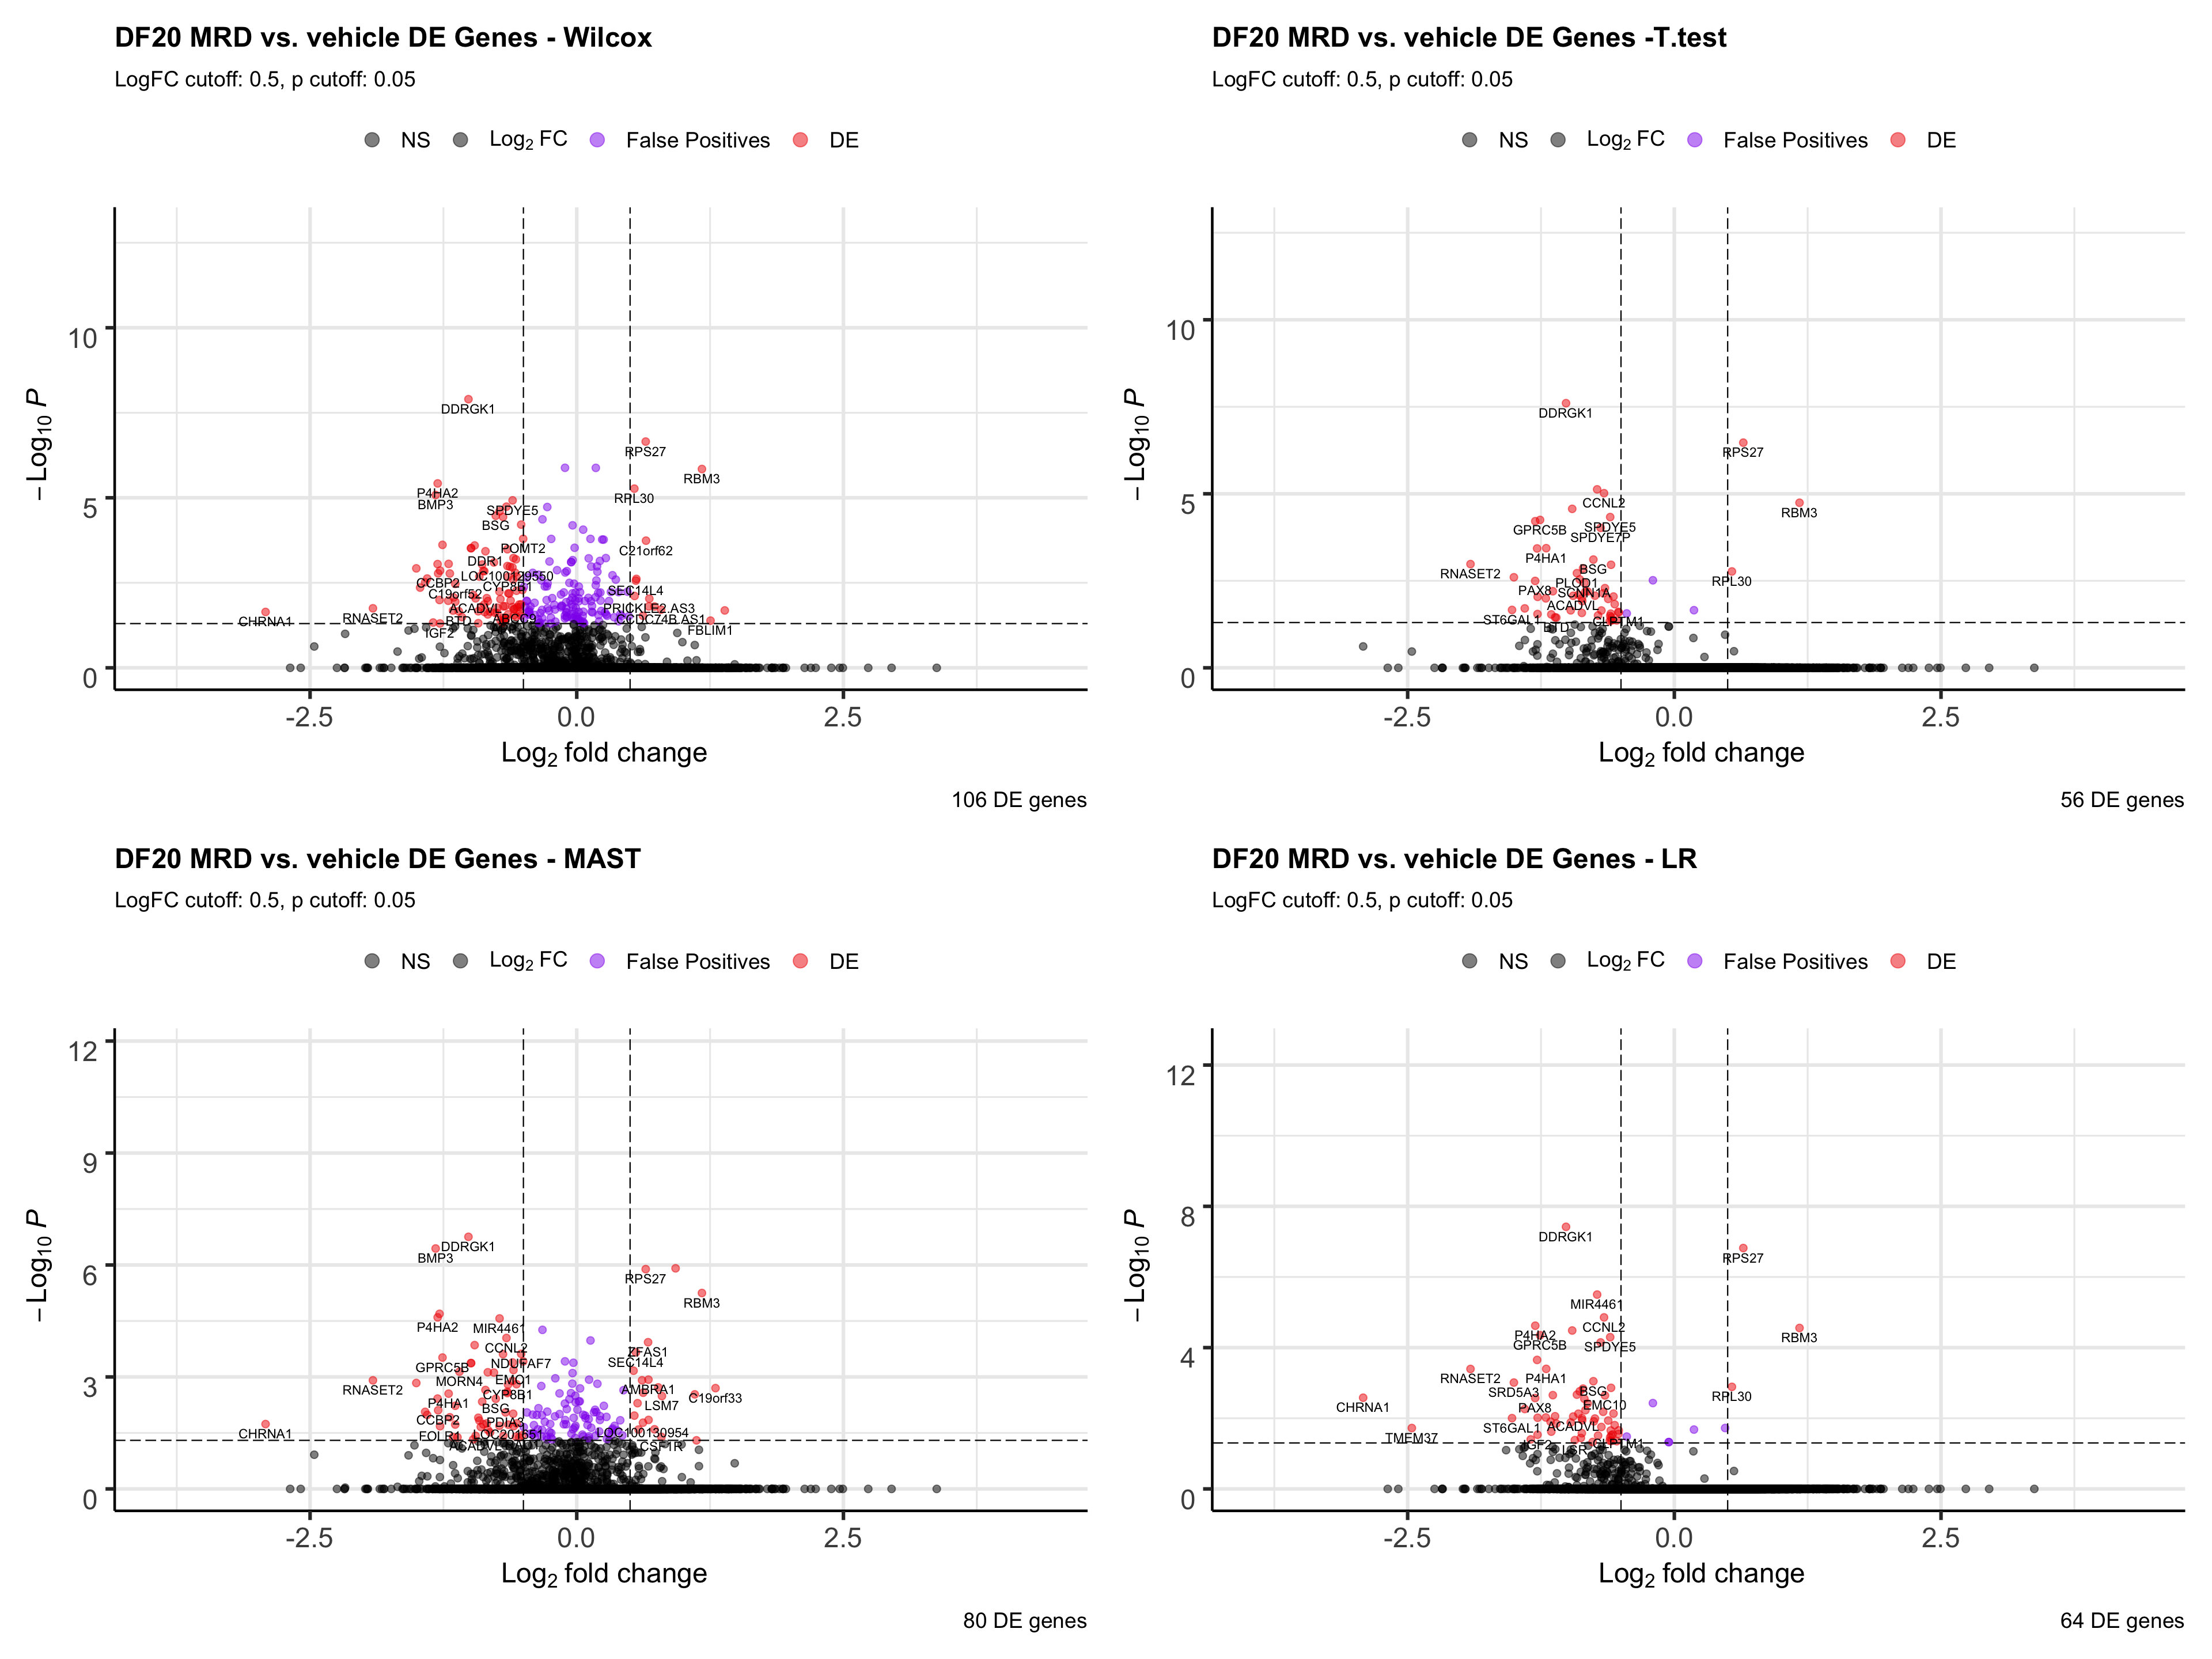 DF20 MRD vs. vehicle DE Genes - Wilcox
LogFC cutoff: 0.5, p cutoff: 0.05
NS Log2 FC False Positives DE
−Log10 P
10
5
0
DDRGK1
RPS27
RBM3
P4HA2
BMP3
RPL30
SPDYE5
BSG
POMT2
C21orf62
DDR1
LOC100129550
CCBP2
CYP8B1
C19orf52
SEC14L4
ACADVL
PRICKLE2.AS3
CHRNA1
RNASET2
BTD
ABCC9
CCDC74B.AS1
IGF2
FBLIM1
-2.5 0.0 2.5
Log2 fold change
106 DE genes
DF20 MRD vs. vehicle DE Genes -T.test
LogFC cutoff: 0.5, p cutoff: 0.05
NS Log2 FC False Positives DE
−Log10 P
10
5
0
DDRGK1
RPS27
CCNL2
RBM3
GPRC5B
SPDYE5
SPDYE7P
P4HA1
RNASET2
BSG
RPL30
PLOD1
PAX8
SCNN1A
ACADVL
ST6GAL1
CLPTM1
BTD
-2.5 0.0 2.5
Log2 fold change
56 DE genes
DF20 MRD vs. vehicle DE Genes - MAST
LogFC cutoff: 0.5, p cutoff: 0.05
NS Log2 FC False Positives DE
−Log10 P
12
9
6
3
0
DDRGK1
BMP3
RPS27
RBM3
P4HA2
MIR4461
CCNL2
ZFAS1
GPRC5B
NDUFAF7
SEC14L4
MORN4
EMC1
RNASET2
CYP8B1
AMBRA1
C19orf33
P4HA1
BSG
LSM7
CCBP2
PDIA3
CHRNA1
FOLR1
LOC201651
LOC100130954
ACADVL
CSF1R
-2.5 0.0 2.5
Log2 fold change
80 DE genes
DF20 MRD vs. vehicle DE Genes - LR
LogFC cutoff: 0.5, p cutoff: 0.05
NS Log2 FC False Positives DE
−Log10 P
12
8
4
0
DDRGK1
RPS27
MIR4461
CCNL2
P4HA2
RBM3
GPRC5B
SPDYE5
RNASET2
P4HA1
SRD5A3
BSG
RPL30
CHRNA1
PAX8
EMC10
ST6GAL1
ACADVL
TMEM37
IGF2
LSR
CLPTM1
-2.5 0.0 2.5
Log2 fold change
64 DE genes